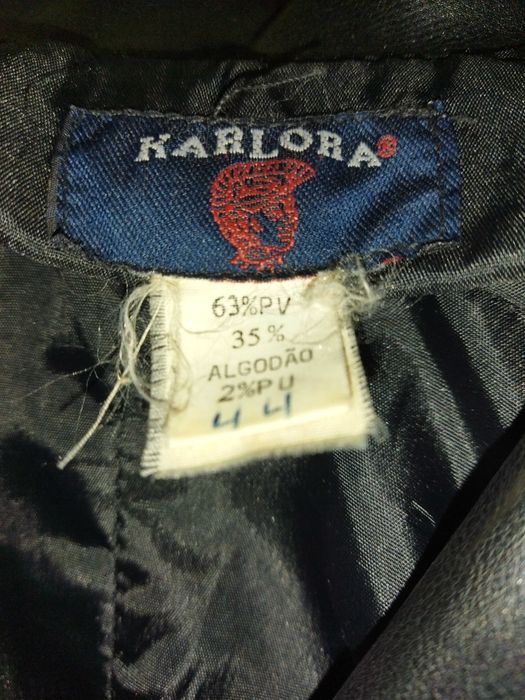 KARLORA®
63%PV
35%
ALGODÃO
2%PU
44